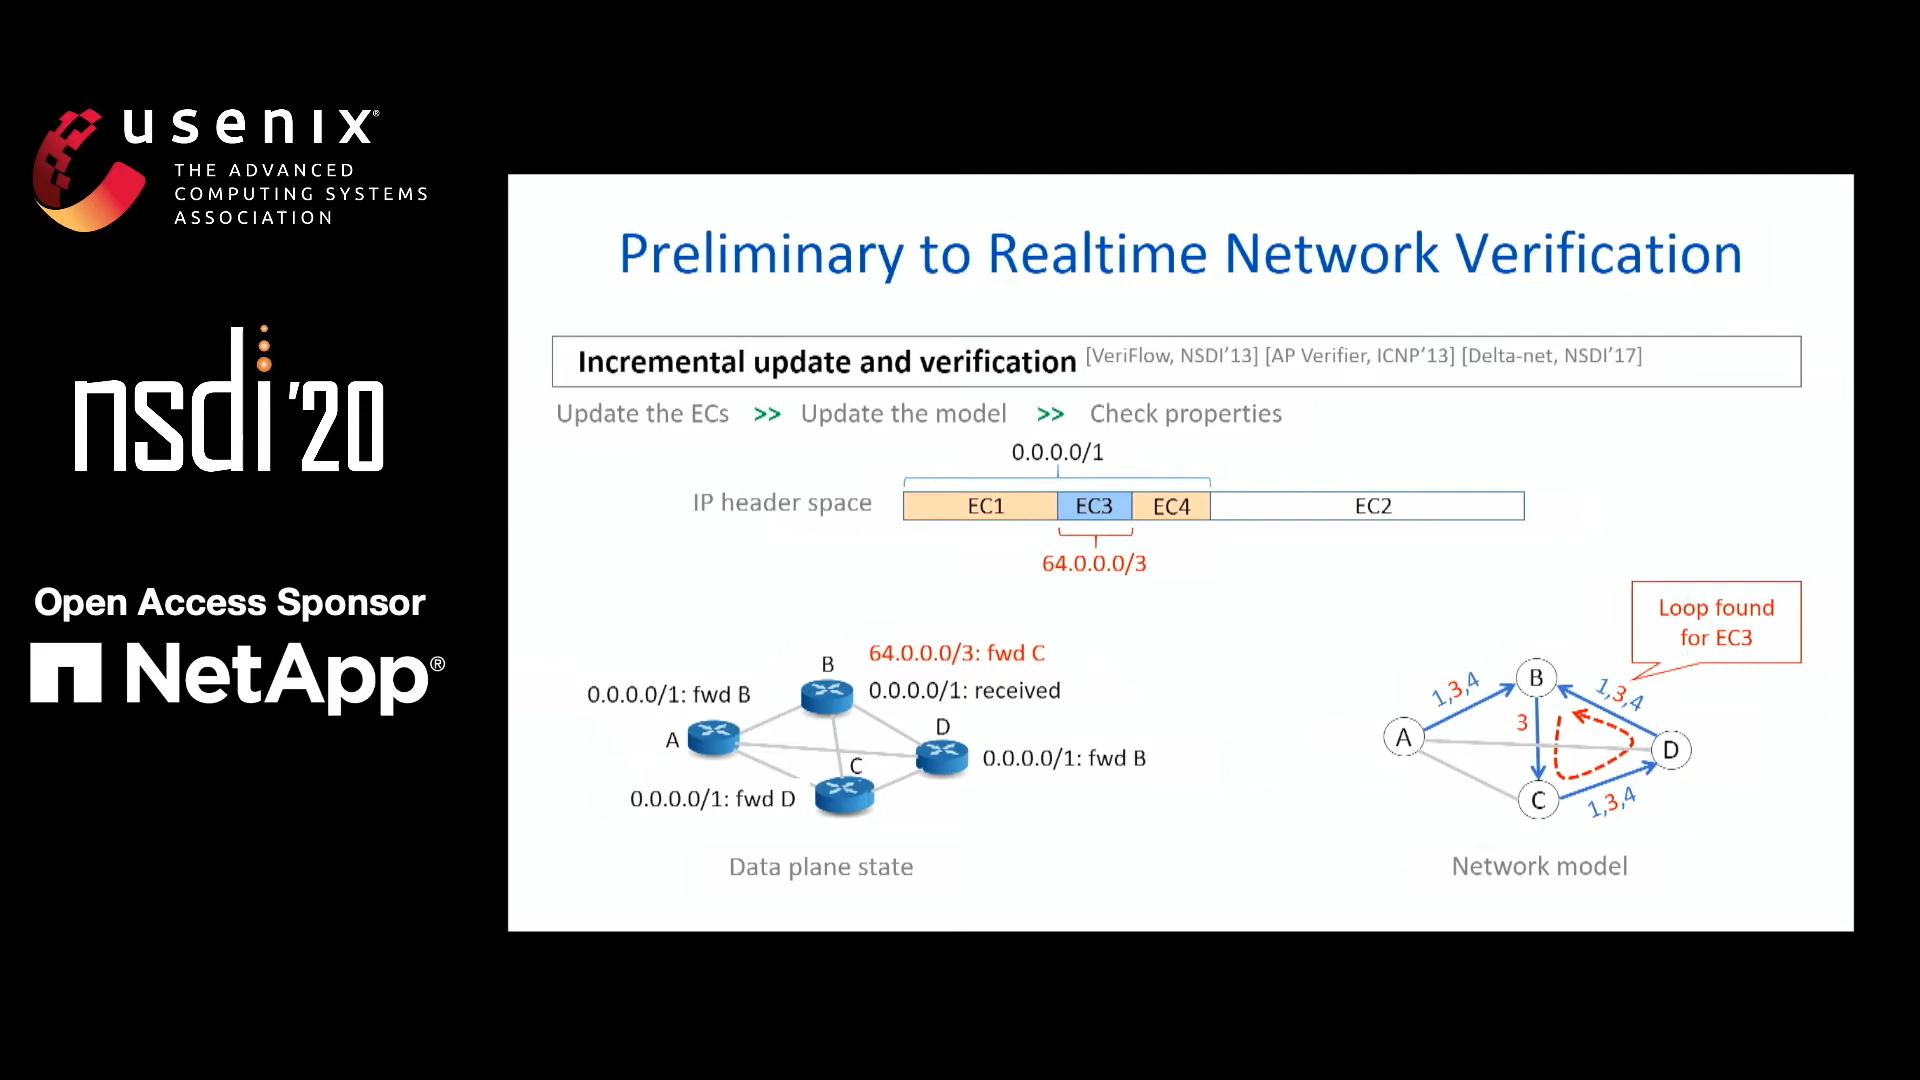 usenix®
THE ADVANCED
COMPUTING SYSTEMS
ASSOCIATION
nsdi '20
Open Access Sponsor
NetApp®
Preliminary to Realtime Network Verification
Incremental update and verification [VeriFlow, NSDI'13] [AP Verifier, ICNP'13] [Delta-net, NSDI'17]
Update the ECs >> Update the model >> Check properties
0.0.0.0/1
IP header space EC1 EC3 EC4 EC2
64.0.0.0/3
Loop found
for EC3
B 64.0.0.0/3: fwd C
0.0.0.0/1: fwd B 0.0.0.0/1: received
A D
0.0.0.0/1: fwd B
C
0.0.0.0/1: fwd D
B
1,3,4 1,3,4
3
A D
C 1,3,4
Data plane state Network model